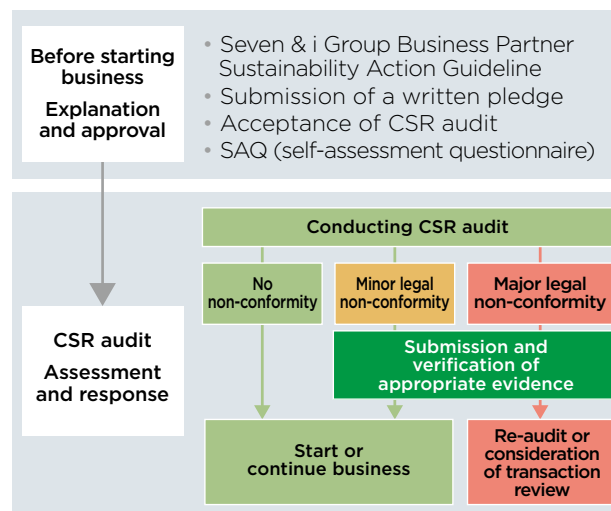 Before starting
business
Explanation
and approval
• Seven & i Group Business Partner
Sustainability Action Guideline
• Submission of a written pledge
• Acceptance of CSR audit
• SAQ (self-assessment questionnaire)
CSR audit
Assessment
and response
Conducting CSR audit
No
non-conformity
Minor legal
non-conformity
Major legal
non-conformity
Submission and
verification of
appropriate evidence
Start or
continue business
Re-audit or
consideration
of transaction
review